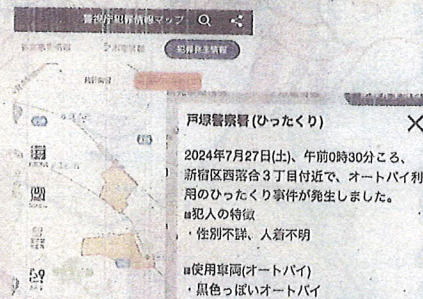 警視庁犯罪情報マップ
犯罪発生情報
戸塚警察署(ひったくり)
2024年7月27日(土)、午前0時30分ころ、
新宿区西落合3丁目付近で、オートバイ利
用のひったくり事件が発生しました。
■犯人の特徴
・性別不詳、人着不明
■使用車両(オートバイ)
・黒色っぽいオートバイ